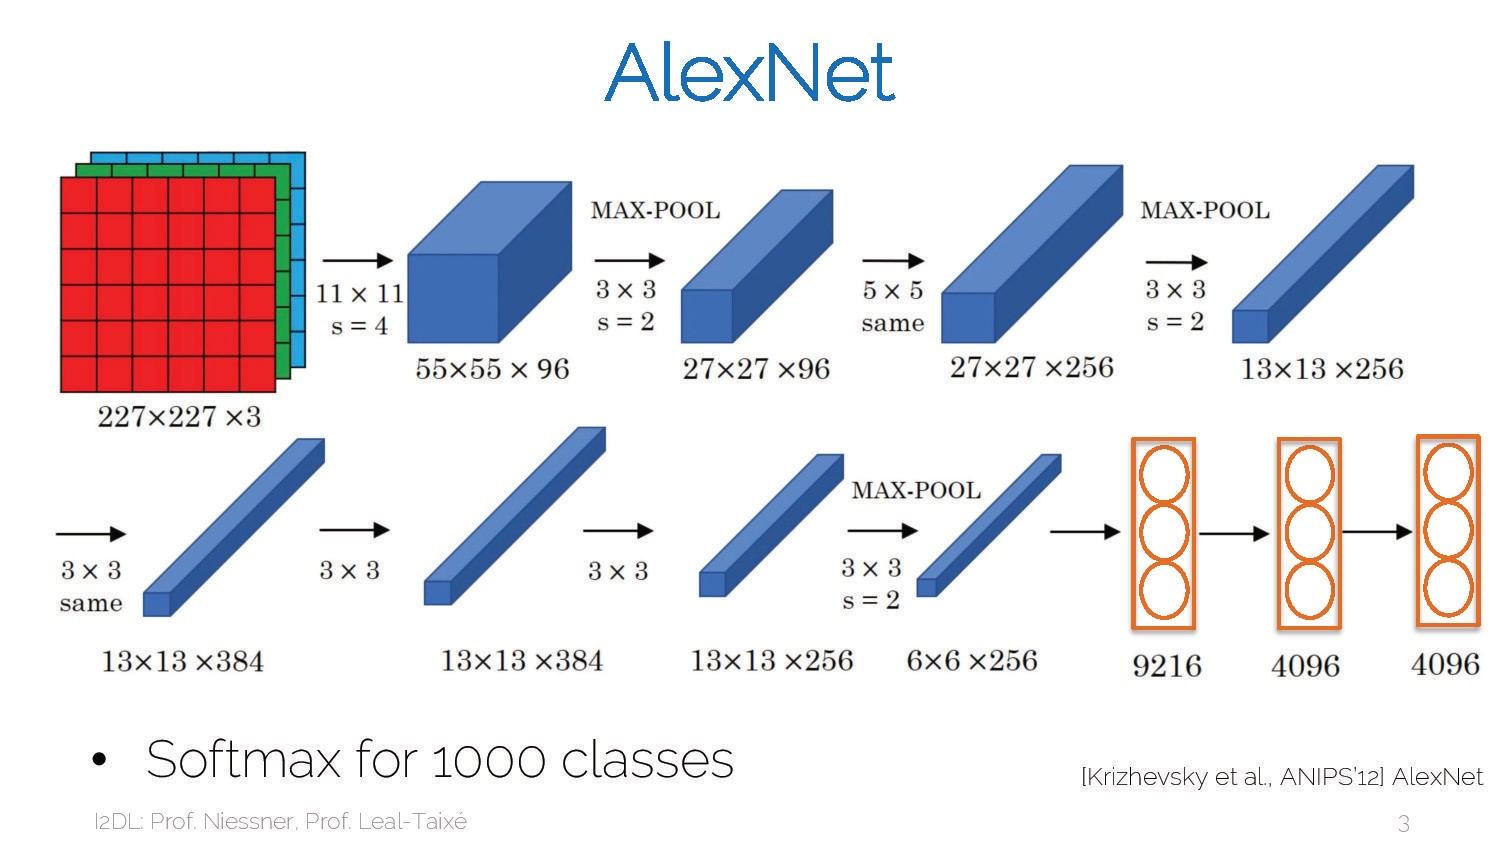 AlexNet
MAX-POOL
MAX-POOL
11 × 11
s = 4
3 × 3
s = 2
5 × 5
same
3 × 3
s = 2
227×227 ×3
55×55 × 96
27×27 ×96
27×27 ×256
13×13 ×256
MAX-POOL
3 × 3
same
3 × 3
3 × 3
3 × 3
s = 2
13×13 ×384
13×13 ×384
13×13 ×256
6×6 ×256
9216
4096
4096
• Softmax for 1000 classes
[Krizhevsky et al., ANIPS'12] AlexNet
I2DL: Prof. Niessner, Prof. Leal-Taixé
3